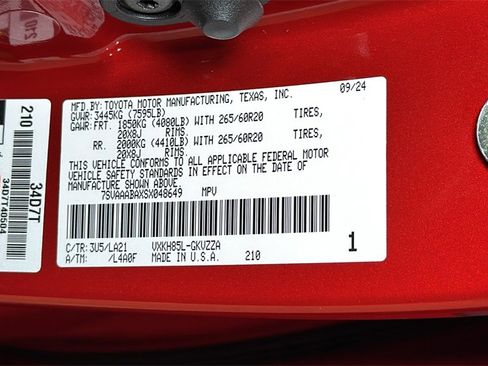 MFD.BY: TOYOTA MOTOR MANUFACTURING, TEXAS, INC. 09/24
GVWR: 3445KG (7595LB)
GAWR: FRT. 1850KG (4080LB) WITH 265/60R20 TIRES,
20X8J RIMS.
RR. 2000KG (4410LB) WITH 265/60R20 TIRES,
20X8J RIMS.
THIS VEHICLE CONFORMS TO ALL APPLICABLE FEDERAL MOTOR
VEHICLE SAFETY STANDARDS IN EFFECT ON THE DATE OF
MANUFACTURE SHOWN ABOVE.
7SVAAABAXSX048649 MPV
C/TR: 3U5/LA21 VXKH85L-GKVZZA
A/TM: /L4A0F MADE IN U.S.A. 210
1
210
34D7T
34D7T40504